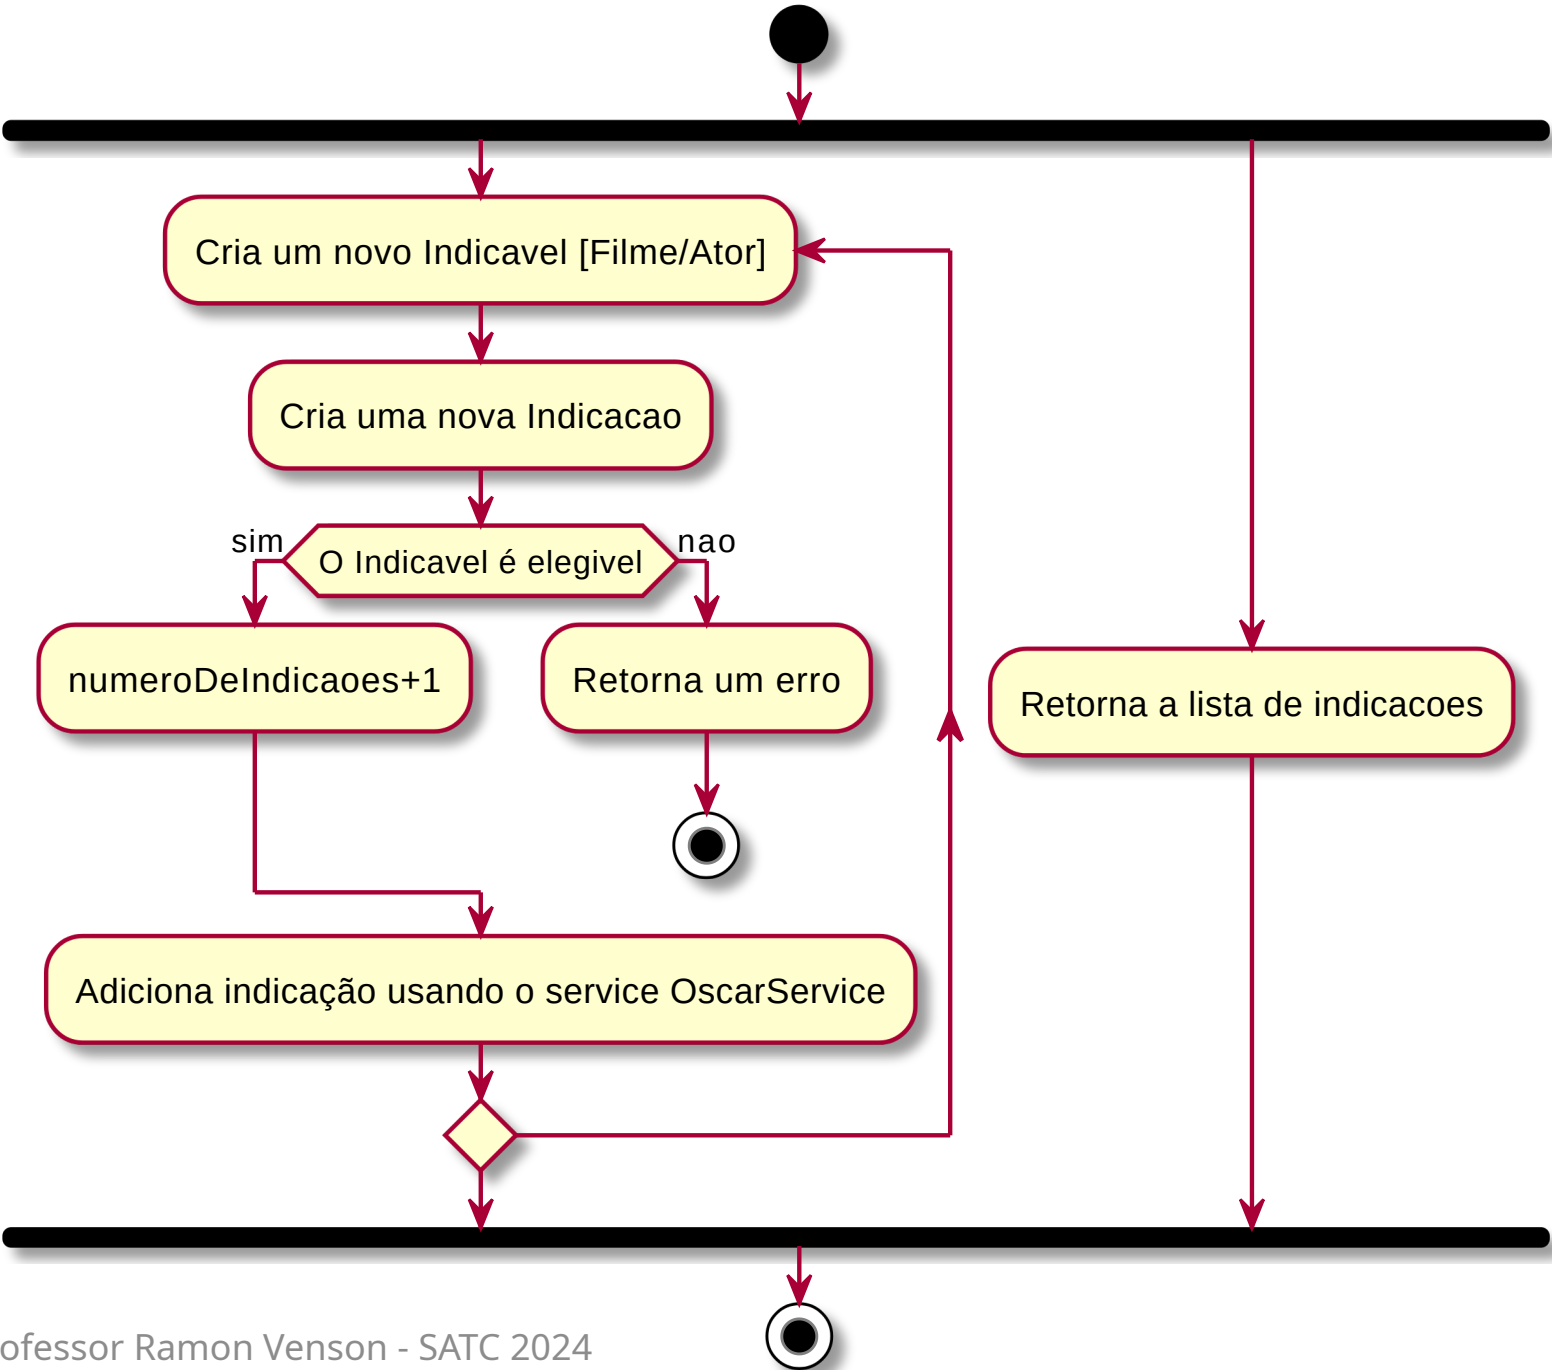 Cria um novo Indicavel [Filme/Ator]
Cria uma nova Indicacao
sim
O Indicavel é elegivel
nao
numeroDeIndicaoes+1
Retorna um erro
Retorna a lista de indicacoes
Adiciona indicação usando o service OscarService
ofessor Ramon Venson - SATC 2024